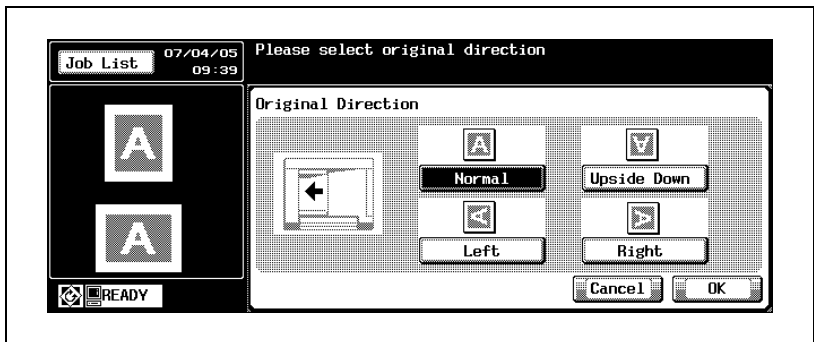 Job List
07/04/05
09:39
Please select original direction
A
A
Original Direction
A
Normal
A
Upside Down
A
Left
A
Right
Cancel
OK
READY